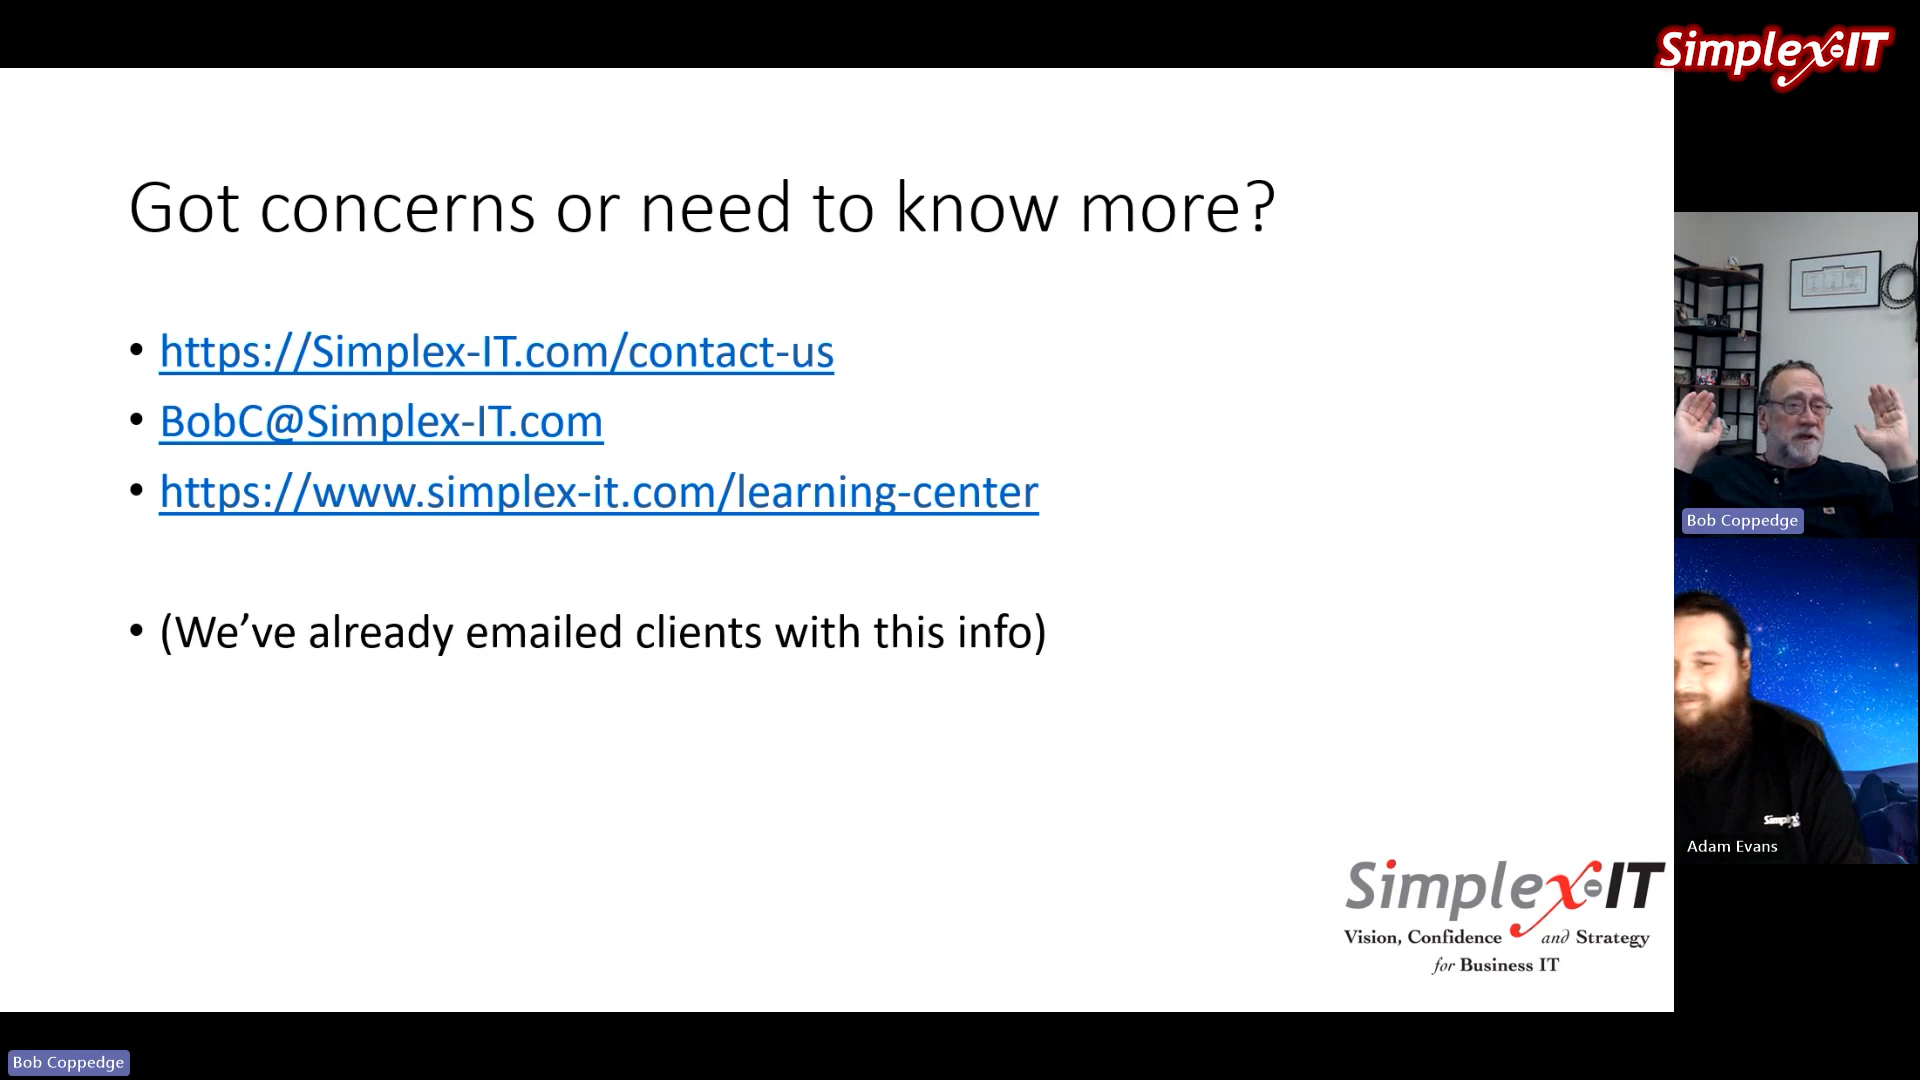 Simplex-IT
Got concerns or need to know more?
• https://Simplex-IT.com/contact-us
• BobC@Simplex-IT.com
• https://www.simplex-it.com/learning-center
• (We’ve already emailed clients with this info)
Bob Coppedge
Adam Evans
Simplex-IT
Vision, Confidence and Strategy
for Business IT
Bob Coppedge